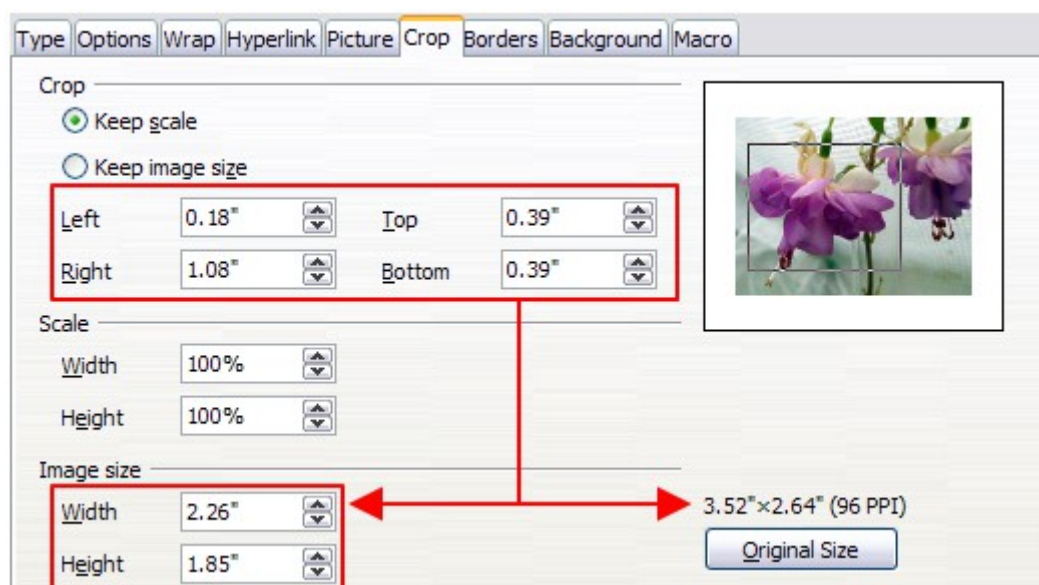 Type Options Wrap Hyperlink Picture Crop Borders Background Macro
Crop
Keep scale
Keep image size
Left 0.18" Top 0.39"
Right 1.08" Bottom 0.39"
Scale
Width 100%
Height 100%
Image size
Width 2.26" 3.52"×2.64" (96 PPI)
Height 1.85" Original Size